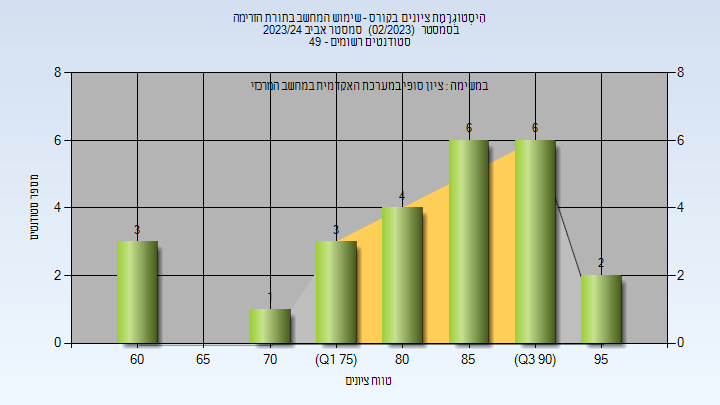 היסטוגרמת ציונים בקורס - שימוש המחשב בתורת הזרימה
בסמסטר (02/2023) סמסטר אביב 2023/24
סטודנטים רשומים - 49
במשימה : ציון סופי במערכת האקדמית במחשב המרכזי
8 8
6 6
4 4
2 2
0 0
3 1 3 4 6 6 2
מספר סטודנטים
60 65 70 (Q1 75) 80 85 (Q3 90) 95
טווח ציונים